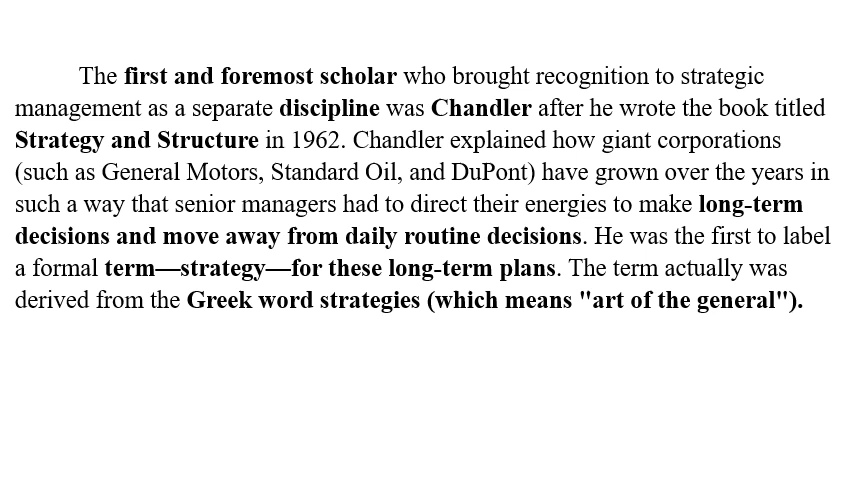 The first and foremost scholar who brought recognition to strategic
management as a separate discipline was Chandler after he wrote the book titled
Strategy and Structure in 1962. Chandler explained how giant corporations
(such as General Motors, Standard Oil, and DuPont) have grown over the years in
such a way that senior managers had to direct their energies to make long-term
decisions and move away from daily routine decisions. He was the first to label
a formal term—strategy—for these long-term plans. The term actually was
derived from the Greek word strategies (which means "art of the general").